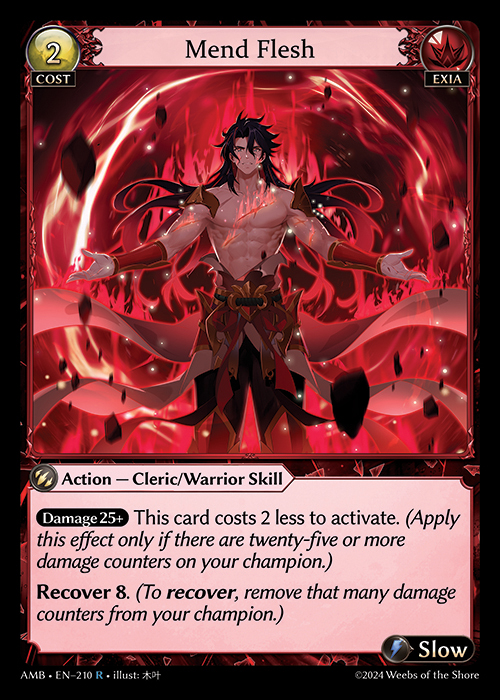 2
Mend Flesh
COST
EXIA
Action — Cleric/Warrior Skill
Damage 25+ This card costs 2 less to activate. (Apply
this effect only if there are twenty-five or more
damage counters on your champion.)
Recover 8. (To recover, remove that many damage
counters from your champion.)
Slow
AMB • EN–210 R • illust: 木叶
©2024 Weebs of the Shore